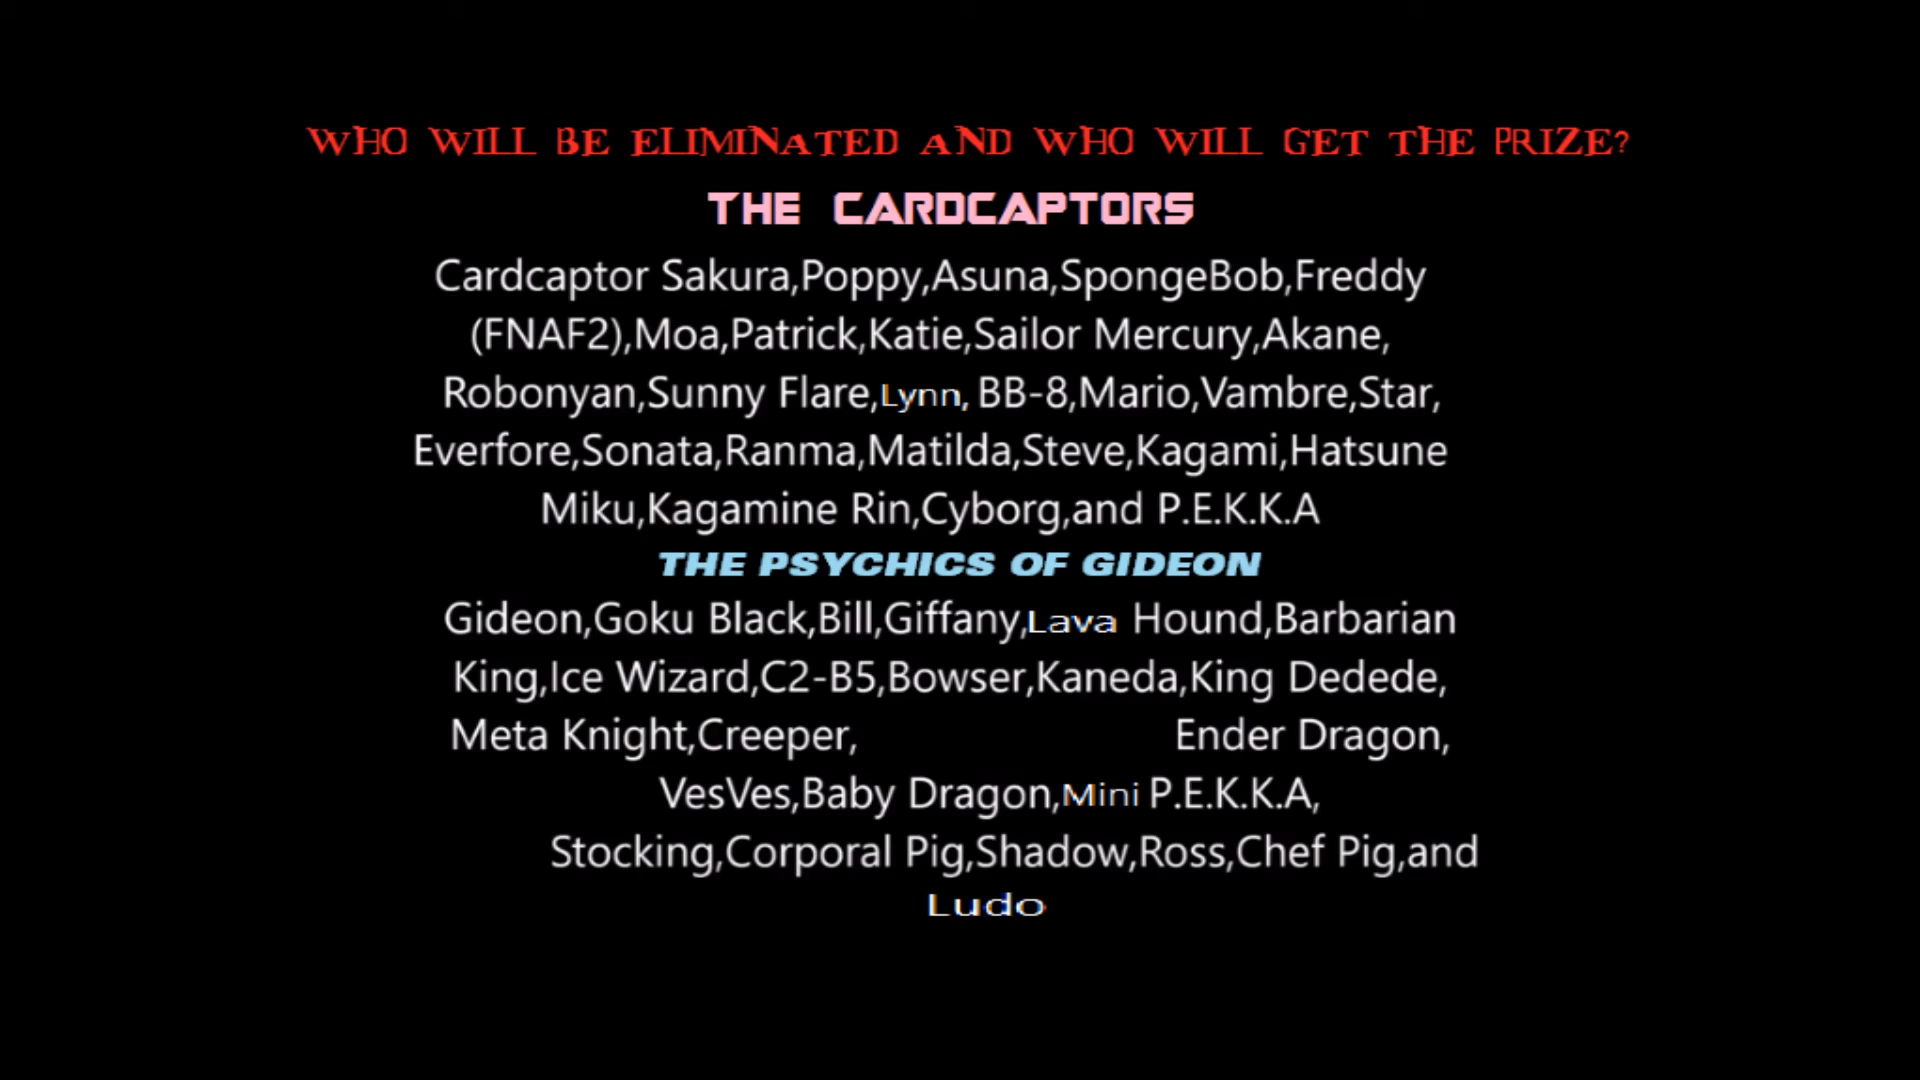 WHO WILL BE ELIMINATED AND WHO WILL GET THE PRIZE?
THE CARDCAPTORS
Cardcaptor Sakura,Poppy,Asuna,SpongeBob,Freddy
(FNAF2),Moa,Patrick,Katie,Sailor Mercury,Akane,
Robonyan,Sunny Flare,Lynn, BB-8,Mario,Vambre,Star,
Everfore,Sonata,Ranma,Matilda,Steve,Kagami,Hatsune
Miku,Kagamine Rin,Cyborg,and P.E.K.K.A
THE PSYCHICS OF GIDEON
Gideon,Goku Black,Bill,Giffany,Lava Hound,Barbarian
King,Ice Wizard,C2-B5,Bowser,Kaneda,King Dedede,
Meta Knight,Creeper, Ender Dragon,
VesVes,Baby Dragon,Mini P.E.K.K.A,
Stocking,Corporal Pig,Shadow,Ross,Chef Pig,and
Ludo